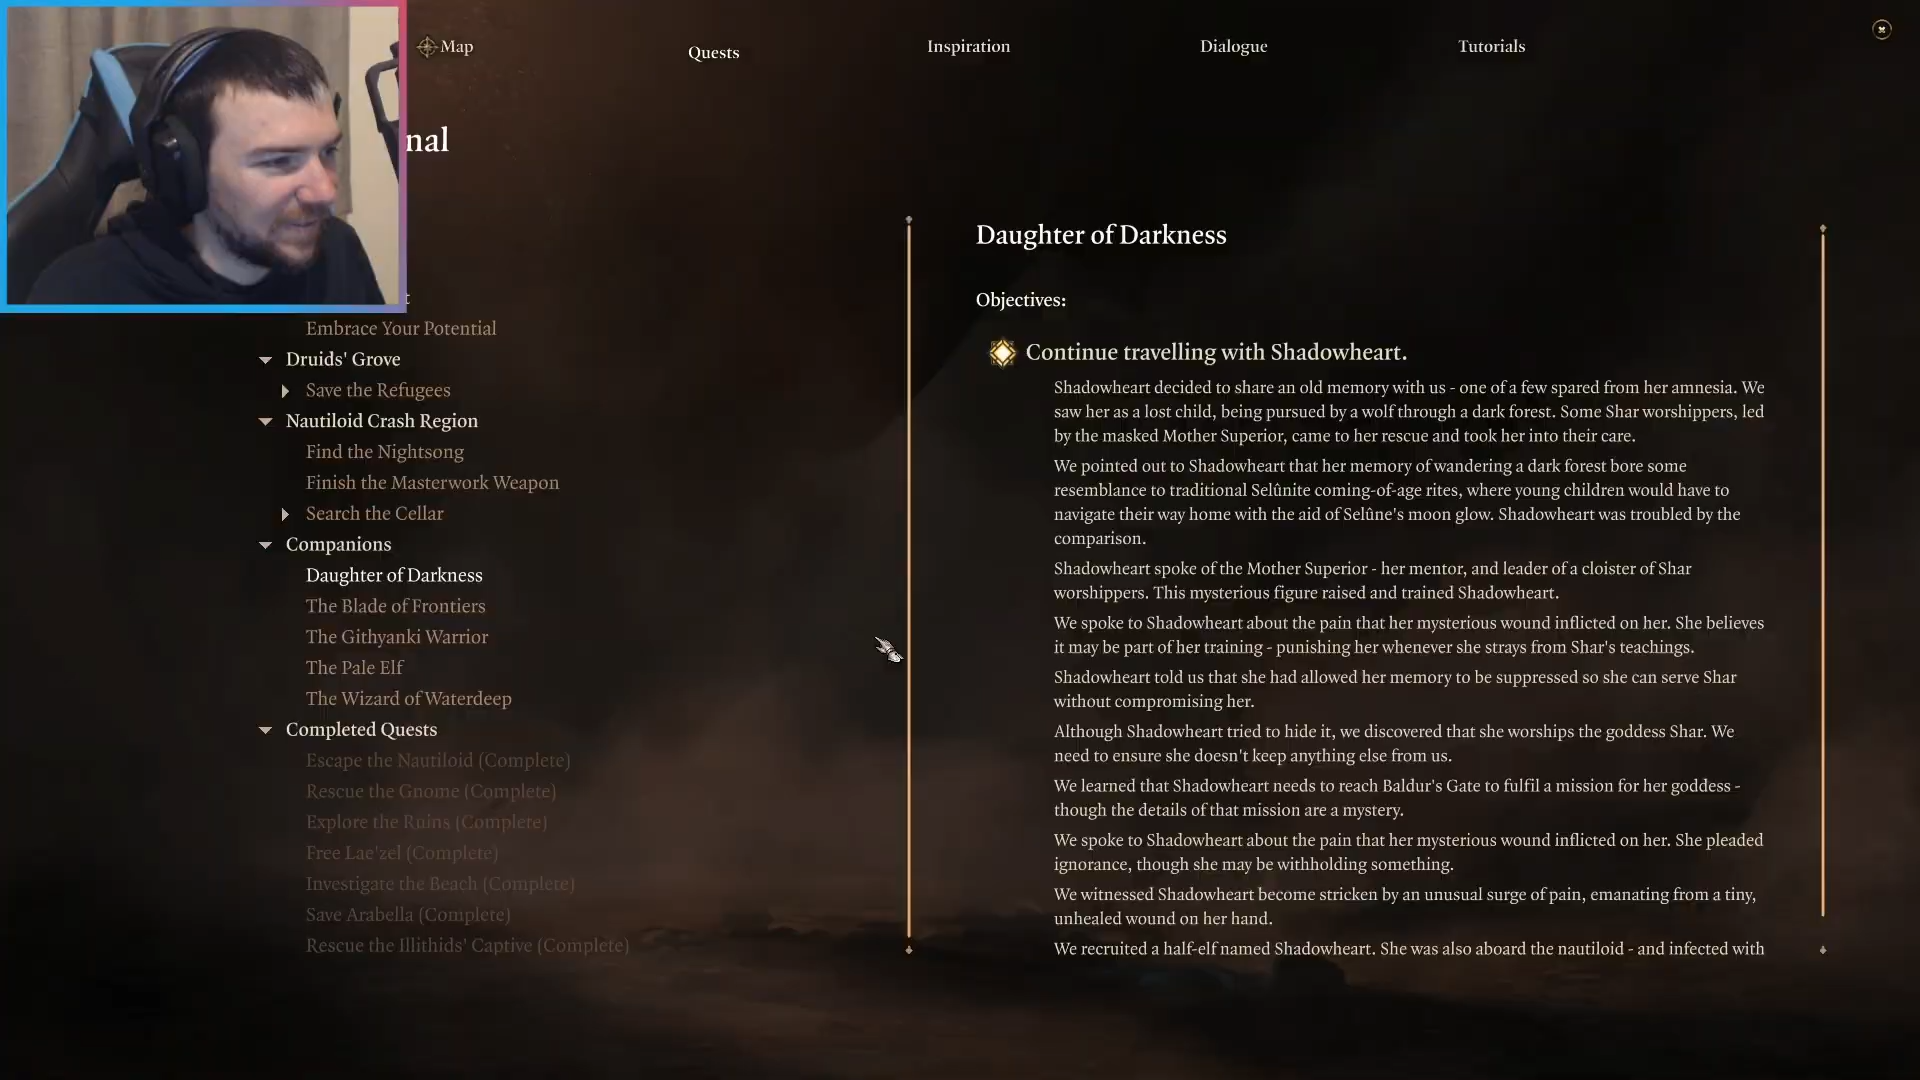 Map
Quests
Inspiration
Dialogue
Tutorials
nal
t
Embrace Your Potential
Druids' Grove
Save the Refugees
Nautiloid Crash Region
Find the Nightsong
Finish the Masterwork Weapon
Search the Cellar
Companions
Daughter of Darkness
The Blade of Frontiers
The Githyanki Warrior
The Pale Elf
The Wizard of Waterdeep
Completed Quests
Escape the Nautiloid (Complete)
Rescue the Gnome (Complete)
Explore the Ruins (Complete)
Free Lae'zel (Complete)
Investigate the Beach (Complete)
Save Arabella (Complete)
Rescue the Illithids' Captive (Complete)
Daughter of Darkness
Objectives:
Continue travelling with Shadowheart.
Shadowheart decided to share an old memory with us - one of a few spared from her amnesia. We
saw her as a lost child, being pursued by a wolf through a dark forest. Some Shar worshippers, led
by the masked Mother Superior, came to her rescue and took her into their care.
We pointed out to Shadowheart that her memory of wandering a dark forest bore some
resemblance to traditional Selûnite coming-of-age rites, where young children would have to
navigate their way home with the aid of Selûne's moon glow. Shadowheart was troubled by the
comparison.
Shadowheart spoke of the Mother Superior - her mentor, and leader of a cloister of Shar
worshippers. This mysterious figure raised and trained Shadowheart.
We spoke to Shadowheart about the pain that her mysterious wound inflicted on her. She believes
it may be part of her training - punishing her whenever she strays from Shar's teachings.
Shadowheart told us that she had allowed her memory to be suppressed so she can serve Shar
without compromising her.
Although Shadowheart tried to hide it, we discovered that she worships the goddess Shar. We
need to ensure she doesn't keep anything else from us.
We learned that Shadowheart needs to reach Baldur's Gate to fulfil a mission for her goddess -
though the details of that mission are a mystery.
We spoke to Shadowheart about the pain that her mysterious wound inflicted on her. She pleaded
ignorance, though she may be withholding something.
We witnessed Shadowheart become stricken by an unusual surge of pain, emanating from a tiny,
unhealed wound on her hand.
We recruited a half-elf named Shadowheart. She was also aboard the nautiloid - and infected with